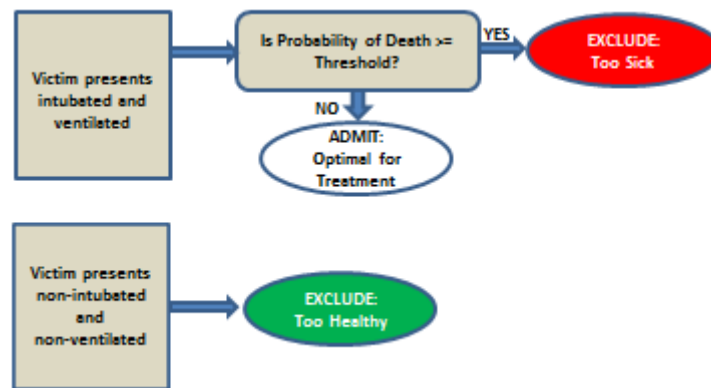 Victim presents
intubated and
ventilated
Is Probability of Death >=
Threshold?
YES
EXCLUDE:
Too Sick
NO
ADMIT:
Optimal for
Treatment
Victim presents
non-intubated
and
non-ventilated
EXCLUDE:
Too Healthy